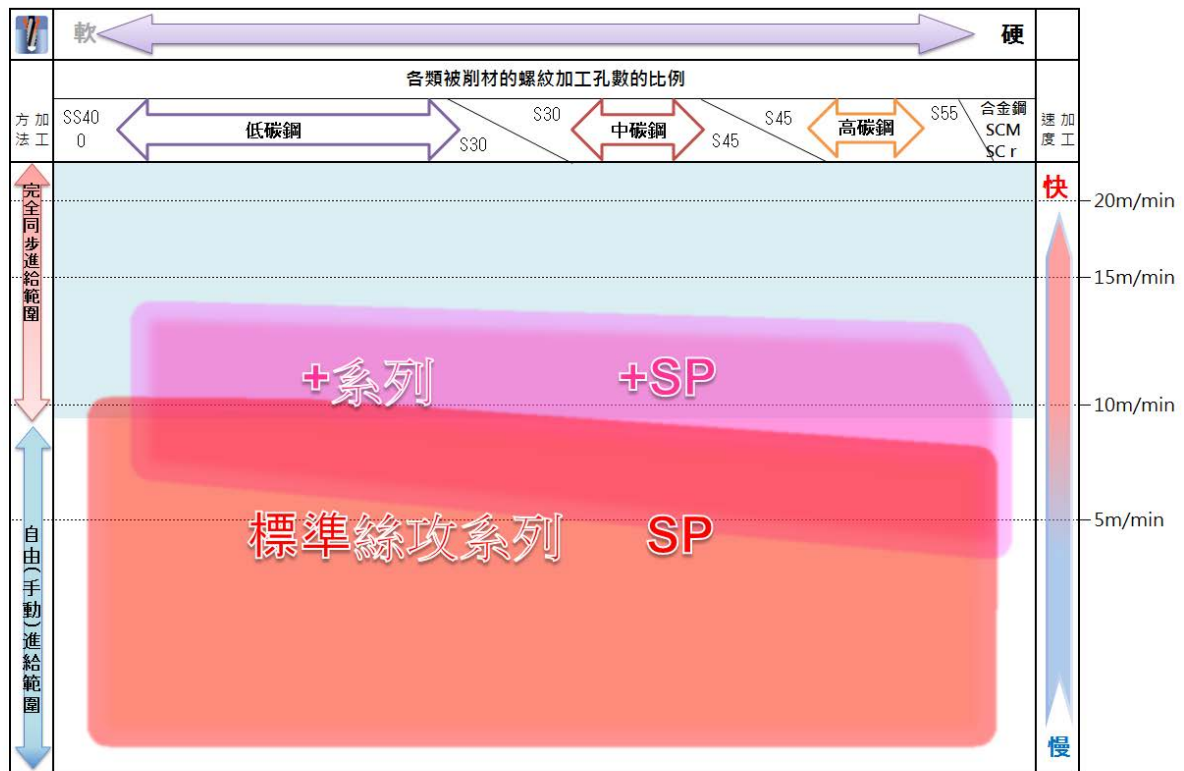 軟
硬
各類被削材的螺紋加工孔數的比例
加工方法
SS400
低碳鋼
S30
S30
中碳鋼
S45
S45
高碳鋼
S55
合金鋼
SCM
SC r
加工速度
完全同步進給範圍
快
20m/min
15m/min
+系列
+SP
10m/min
標準絲攻系列
SP
5m/min
自由(手動)進給範圍
慢